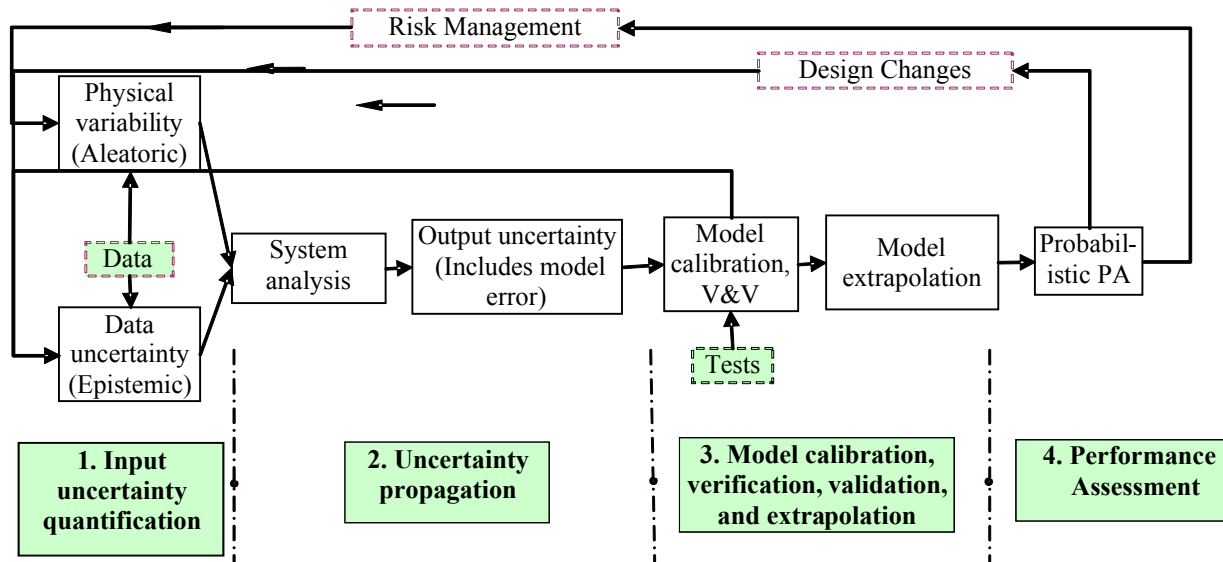 Risk Management
Design Changes
Physical
variability
(Aleatoric)
Data
Data
uncertainty
(Epistemic)
System
analysis
Output uncertainty
(Includes model
error)
Model
calibration,
V&V
Tests
Model
extrapolation
Probabil-
istic PA
1. Input
uncertainty
quantification
2. Uncertainty
propagation
3. Model calibration,
verification, validation,
and extrapolation
4. Performance
Assessment